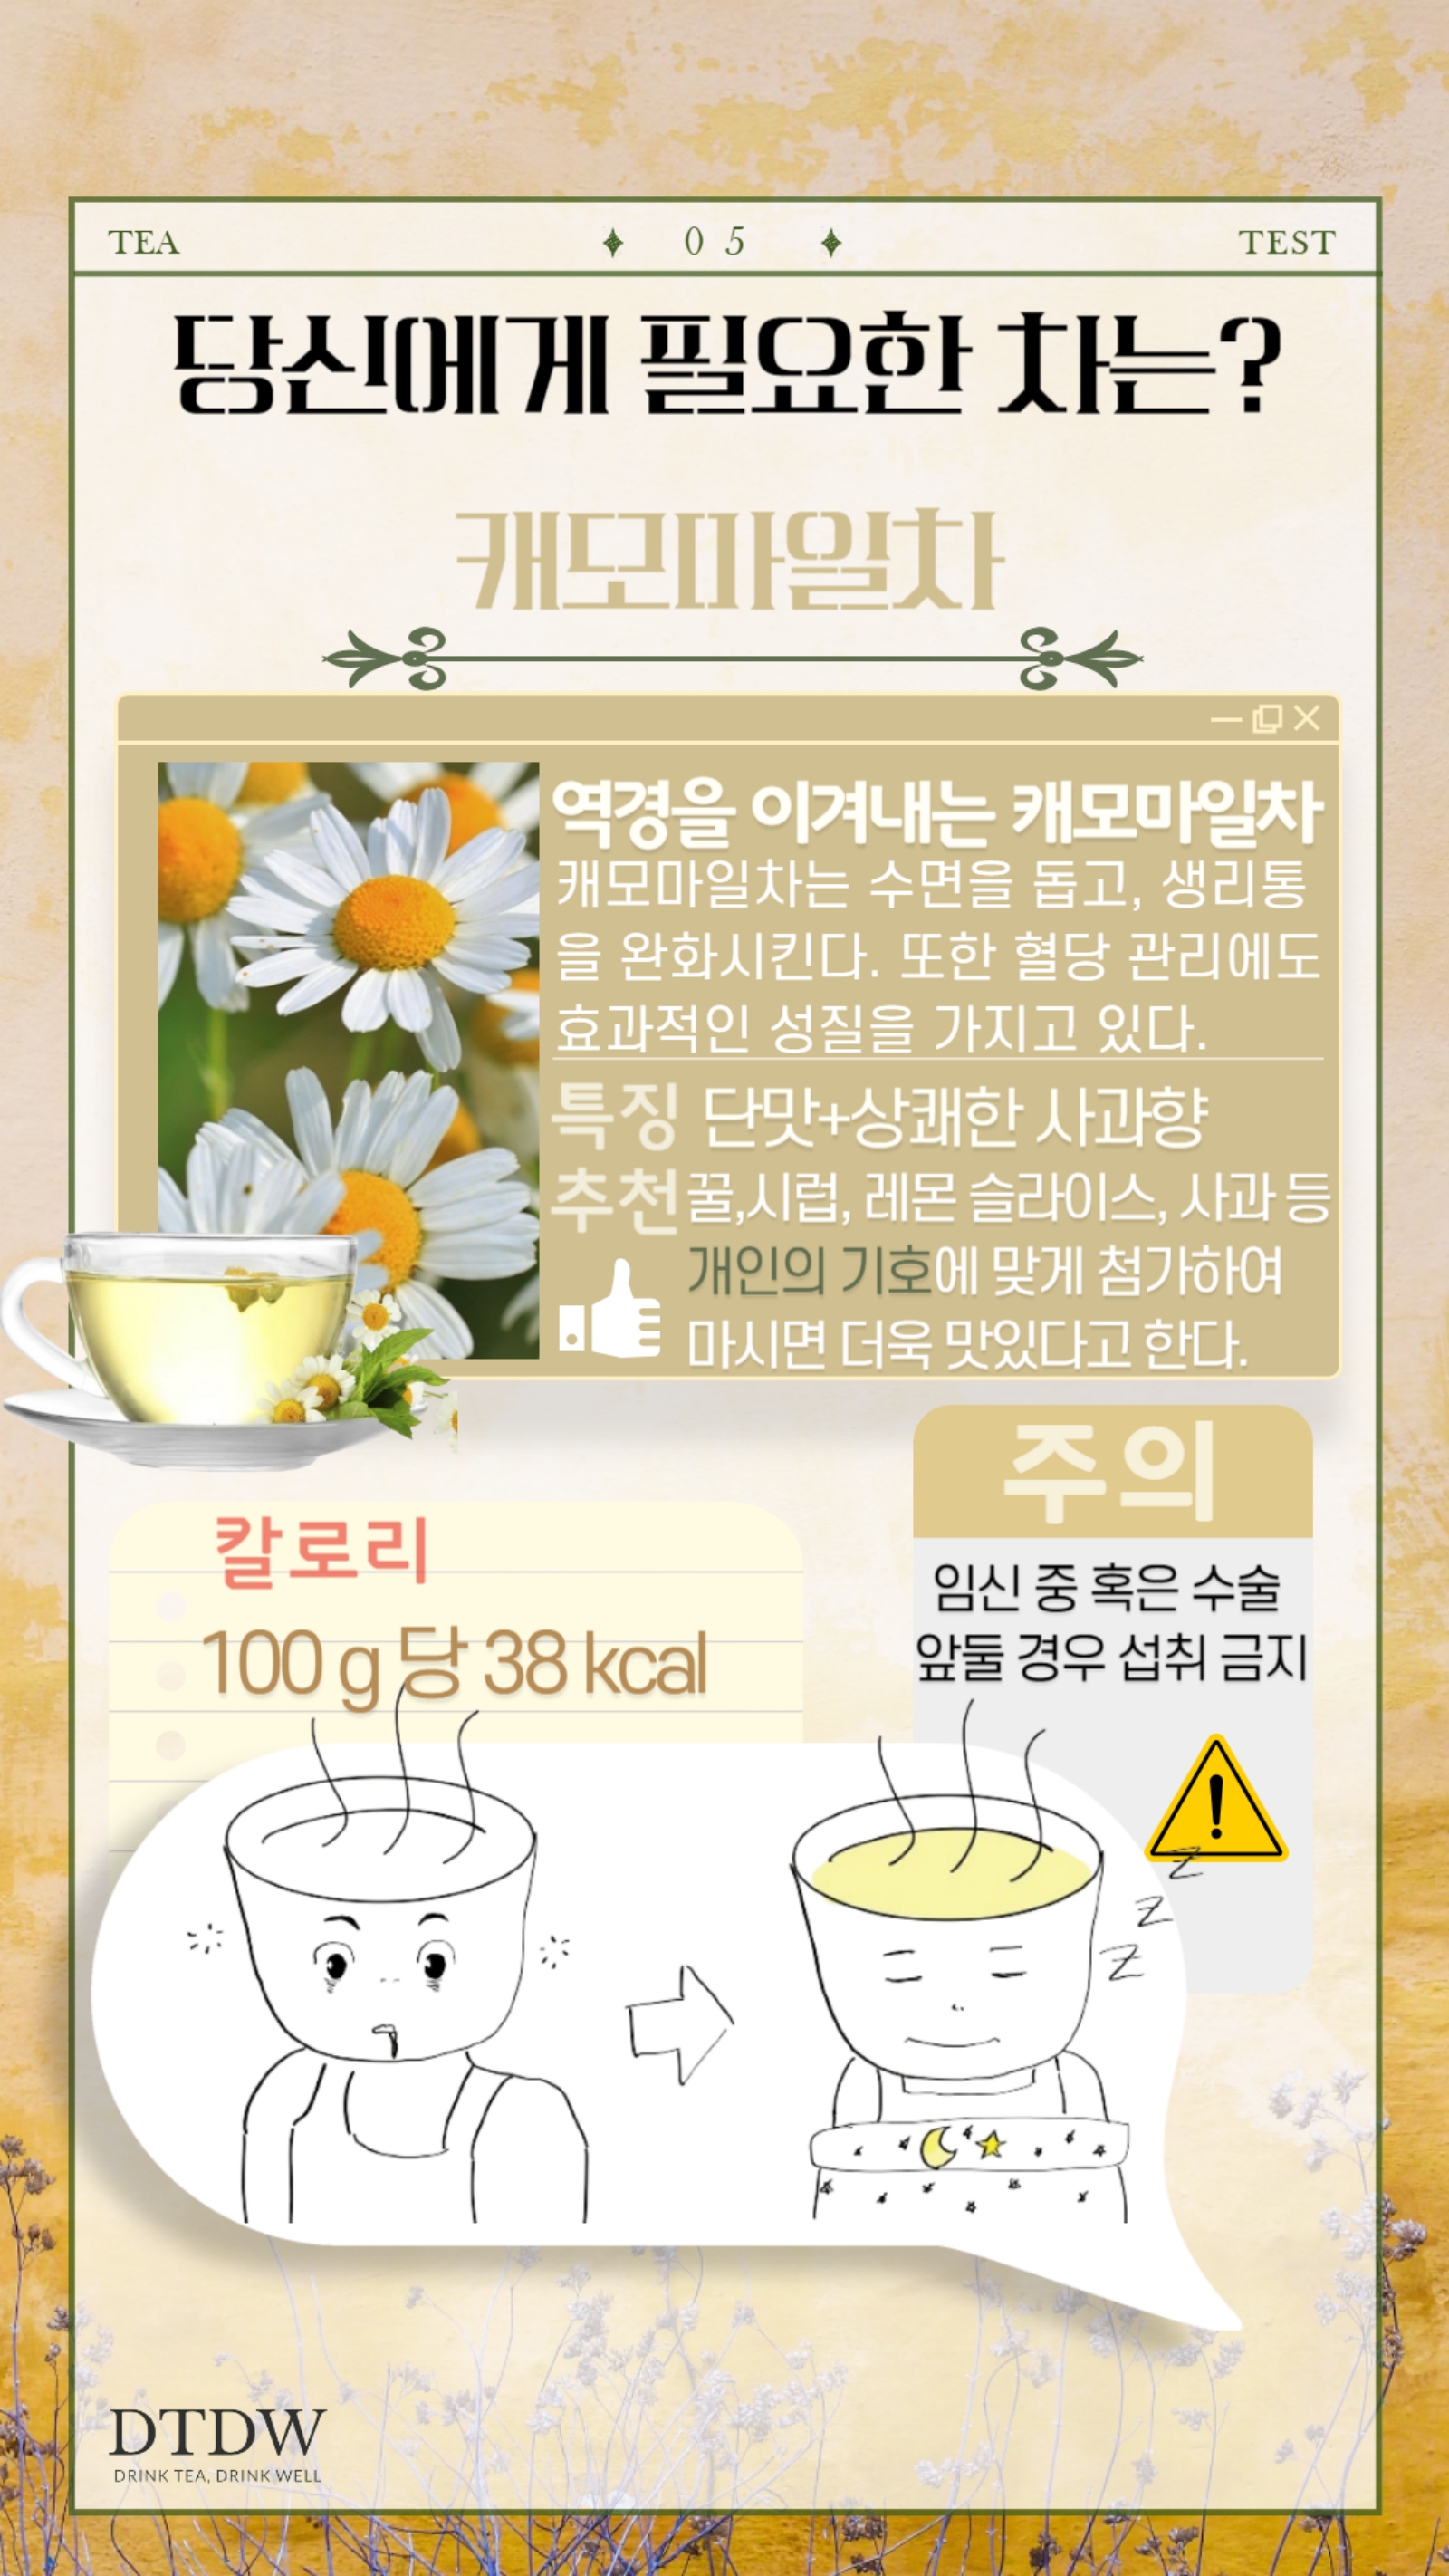 TEA 05 TEST
당신에게 필요한 차는?
캐모마일차
역경을 이겨내는 캐모마일차
캐모마일차는 수면을 돕고, 생리통
을 완화시킨다. 또한 혈당 관리에도
효과적인 성질을 가지고 있다.
특징 단맛+상쾌한 사과향
추천 꿀,시럽, 레몬 슬라이스, 사과 등
개인의 기호에 맞게 첨가하여
마시면 더욱 맛있다고 한다.
주의
임신 중 혹은 수술
앞둘 경우 섭취 금지
칼로리
100 g 당 38 kcal
z
z
z
DTDW
DRINK TEA, DRINK WELL